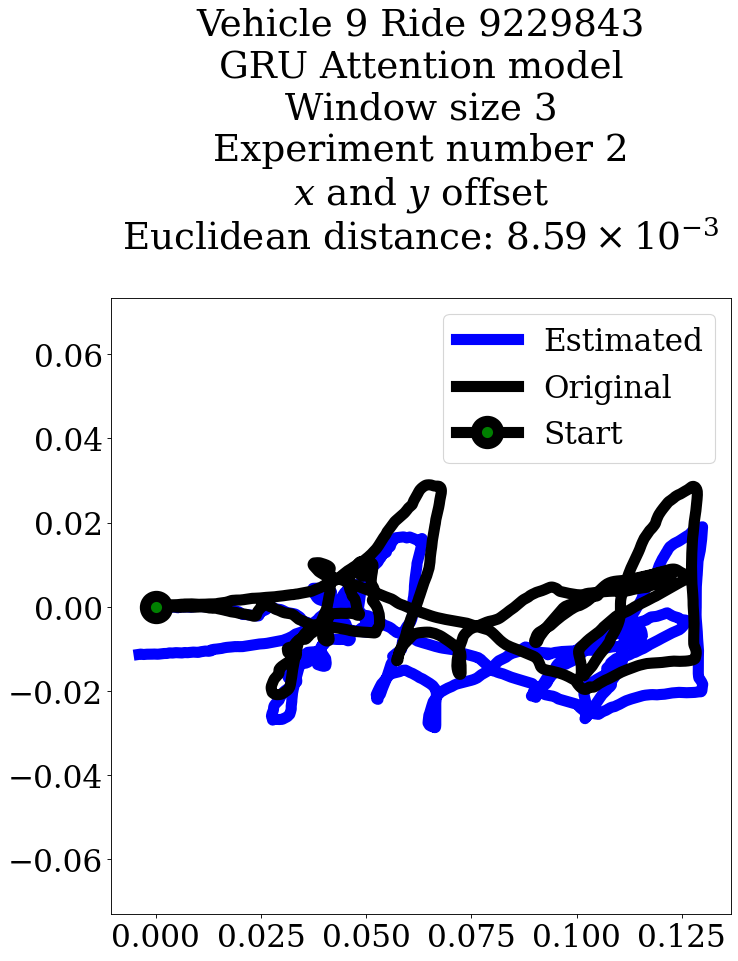 Vehicle 9 Ride 9229843
GRU Attention model
Window size 3
Experiment number 2
x and y offset
Euclidean distance: 8.59 × 10⁻³
Estimated
Original
Start
0.06
0.04
0.02
0.00
−0.02
−0.04
−0.06
0.000 0.025 0.050 0.075 0.100 0.125